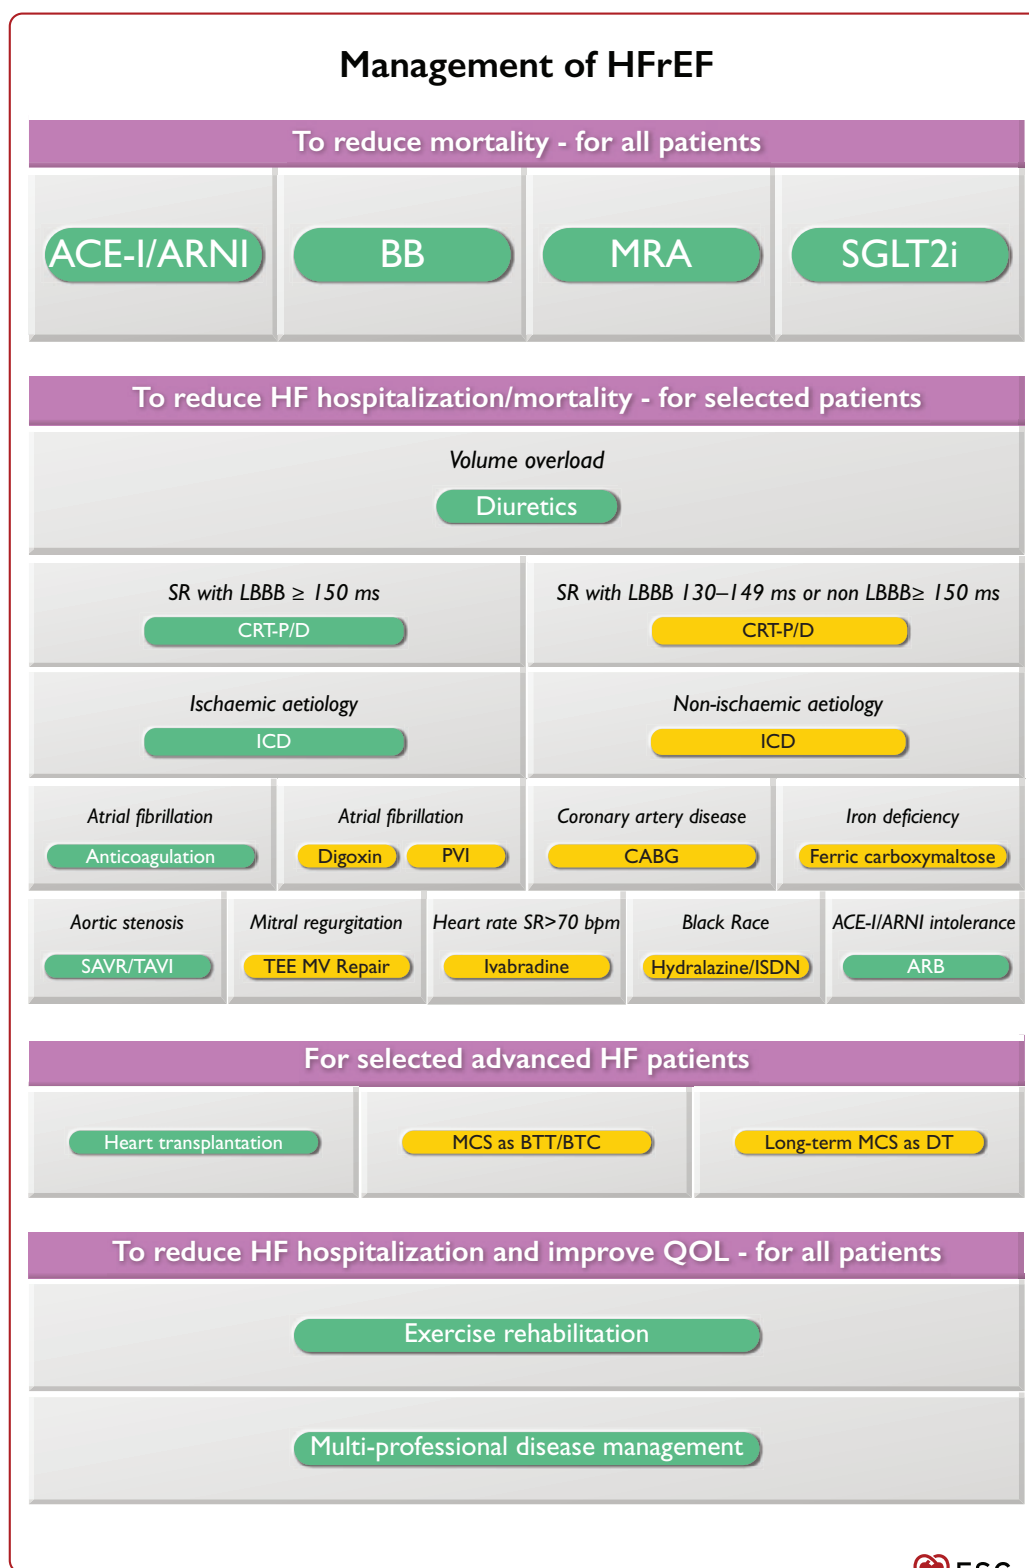 Management of HFrEF
To reduce mortality - for all patients
ACE-I/ARNI
BB
MRA
SGLT2i
To reduce HF hospitalization/mortality - for selected patients
Volume overload
Diuretics
SR with LBBB ≥ 150 ms
CRT-P/D
SR with LBBB 130–149 ms or non LBBB≥ 150 ms
CRT-P/D
Ischaemic aetiology
ICD
Non-ischaemic aetiology
ICD
Atrial fibrillation
Anticoagulation
Atrial fibrillation
Digoxin
PVI
Coronary artery disease
CABG
Iron deficiency
Ferric carboxymaltose
Aortic stenosis
SAVR/TAVI
Mitral regurgitation
TEE MV Repair
Heart rate SR>70 bpm
Ivabradine
Black Race
Hydralazine/ISDN
ACE-I/ARNI intolerance
ARB
For selected advanced HF patients
Heart transplantation
MCS as BTT/BTC
Long-term MCS as DT
To reduce HF hospitalization and improve QOL - for all patients
Exercise rehabilitation
Multi-professional disease management
ESC